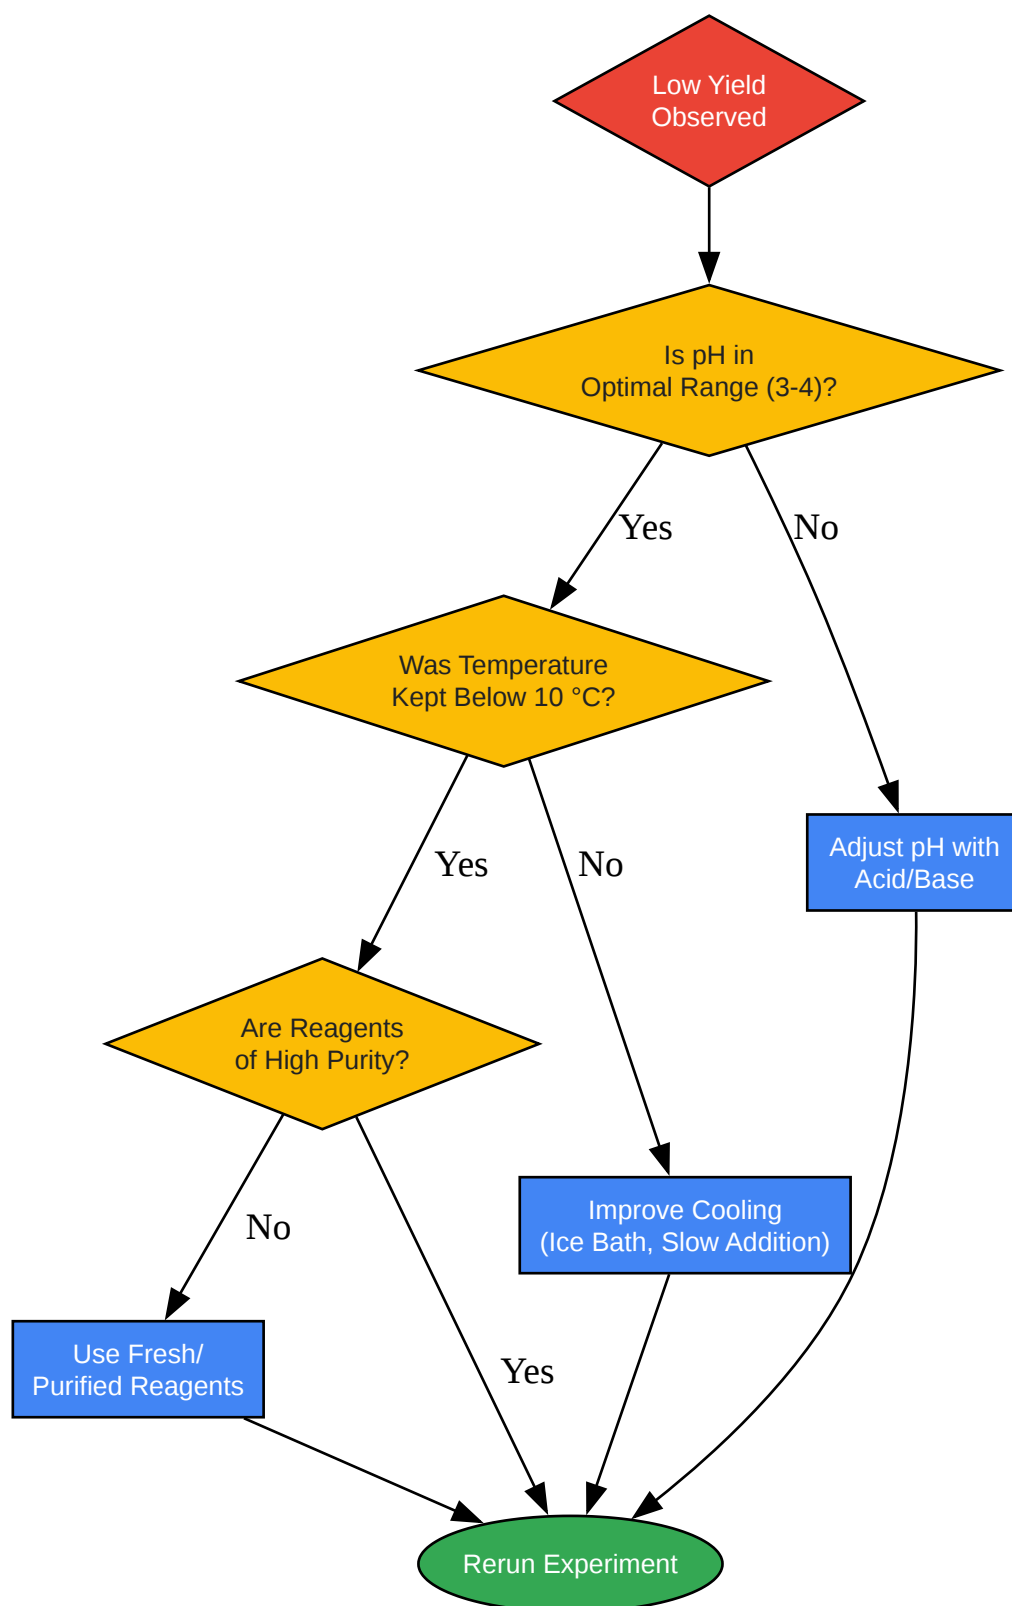 Low Yield
Observed
Is pH in
Optimal Range (3-4)?
Yes
No
Was Temperature
Kept Below 10 °C?
Adjust pH with
Acid/Base
Yes
No
Are Reagents
of High Purity?
Improve Cooling
(Ice Bath, Slow Addition)
No
Use Fresh/
Purified Reagents
Yes
Rerun Experiment